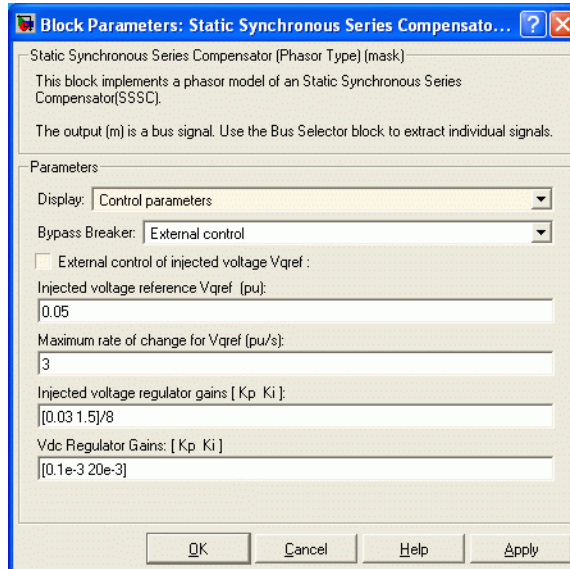 Block Parameters: Static Synchronous Series Compensato...
Static Synchronous Series Compensator (Phasor Type) (mask)
This block implements a phasor model of an Static Synchronous Series
Compensator(SSSC).
The output (m) is a bus signal. Use the Bus Selector block to extract individual signals.
Parameters
Display: Control parameters
Bypass Breaker: External control
External control of injected voltage Vqref :
Injected voltage reference Vqref (pu):
0.05
Maximum rate of change for Vqref (pu/s):
3
Injected voltage regulator gains [ Kp Ki ]:
[0.03 1.5]/8
Vdc Regulator Gains: [ Kp Ki ]
[0.1e-3 20e-3]
OK Cancel Help Apply